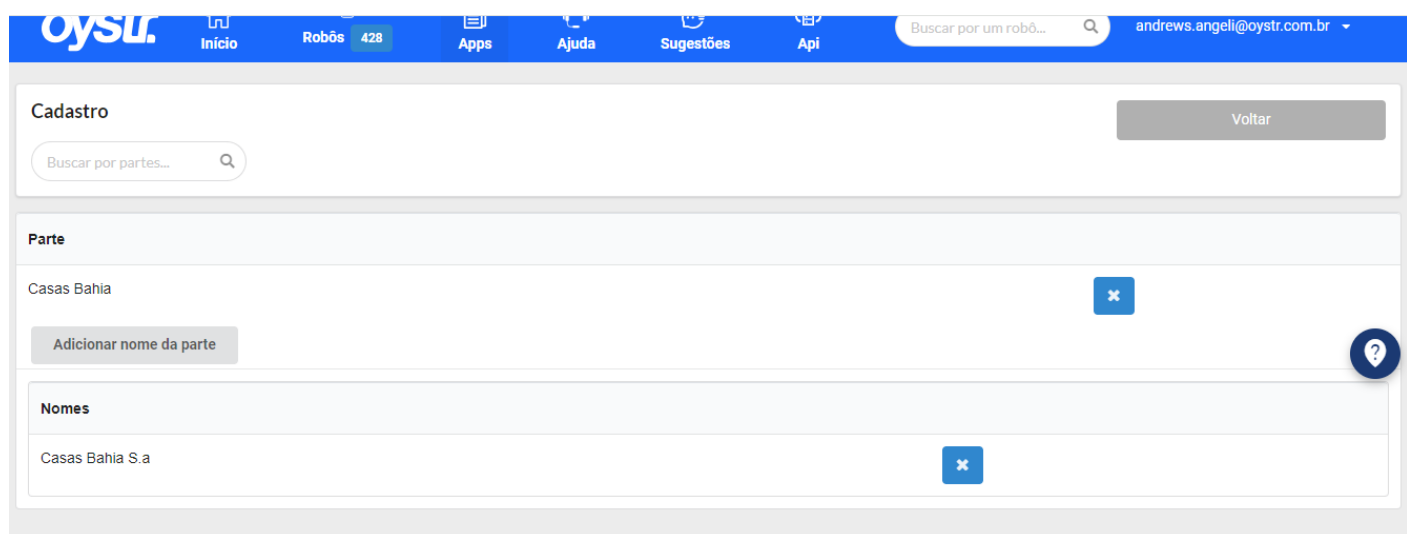 oystr.
Início
Robôs 428
Apps
Ajuda
Sugestões
Api
Buscar por um robô...
andrews.angeli@oystr.com.br
Cadastro
Voltar
Buscar por partes...
Parte
Casas Bahia
Adicionar nome da parte
?
Nomes
Casas Bahia S.a